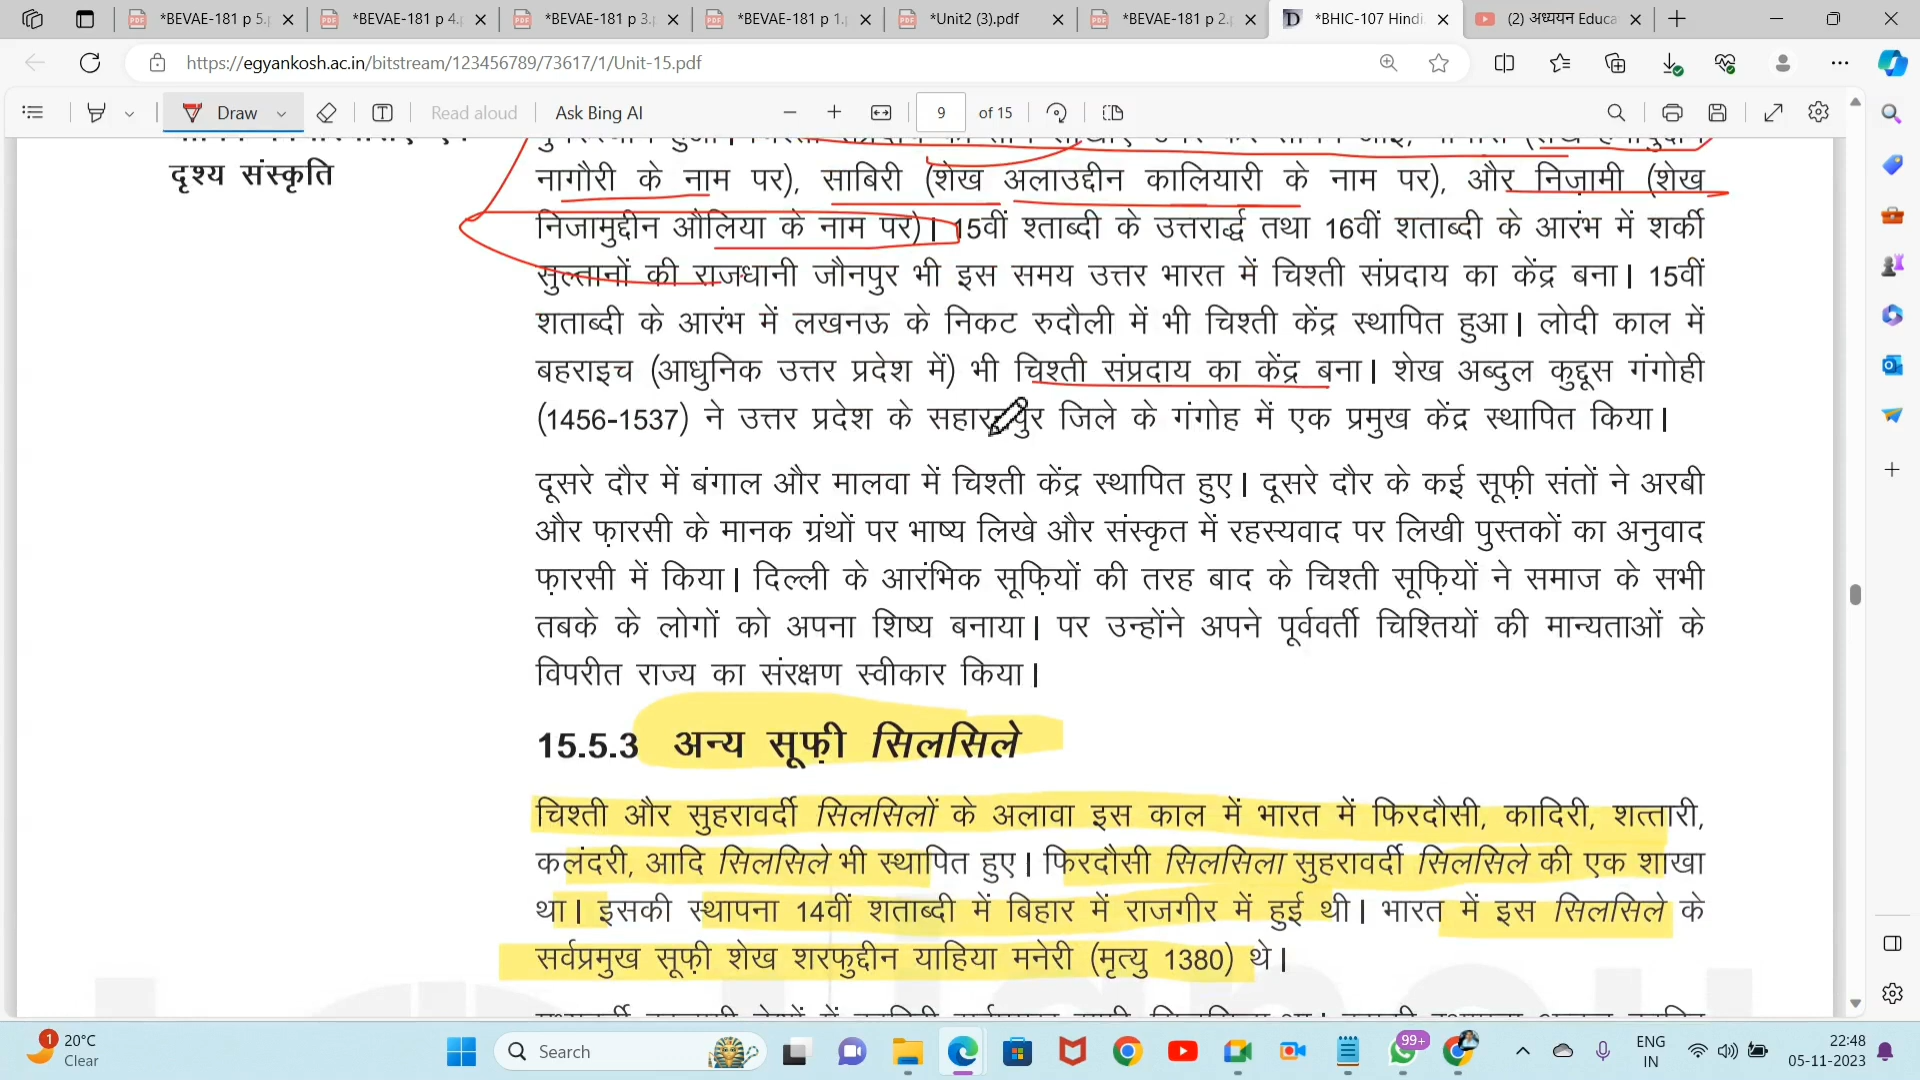 *BEVAE-181 p 5.
*BEVAE-181 p 4.
*BEVAE-181 p 3.
*BEVAE-181 p 1.
*Unit2 (3).pdf
*BEVAE-181 p 2.
*BHIC-107 Hindi
(2) अध्ययन Educa
https://egyankosh.ac.in/bitstream/123456789/73617/1/Unit-15.pdf
Draw
Read aloud
Ask Bing AI
9 of 15
दृश्य संस्कृति
नागौरी के नाम पर), साबिरी (शेख अलाउद्दीन कालियारी के नाम पर), और निज़ामी (शेख
निजामुद्दीन औलिया के नाम पर)। 15वीं श्ताब्दी के उत्तरार्द्ध तथा 16वीं शताब्दी के आरंभ में शर्की
सुल्तानों की राजधानी जौनपुर भी इस समय उत्तर भारत में चिश्ती संप्रदाय का केंद्र बना। 15वीं
शताब्दी के आरंभ में लखनऊ के निकट रुदौली में भी चिश्ती केंद्र स्थापित हुआ। लोदी काल में
बहराइच (आधुनिक उत्तर प्रदेश में) भी चिश्ती संप्रदाय का केंद्र बना। शेख अब्दुल कुद्दूस गंगोही
(1456-1537) ने उत्तर प्रदेश के जिले के गंगोह में एक प्रमुख केंद्र स्थापित किया।
दूसरे दौर में बंगाल और मालवा में चिश्ती केंद्र स्थापित हुए। दूसरे दौर के कई सूफ़ी संतों ने अरबी
और फ़ारसी के मानक ग्रंथों पर भाष्य लिखे और संस्कृत में रहस्यवाद पर लिखी पुस्तकों का अनुवाद
फ़ारसी में किया। दिल्ली के आरंभिक सूफ़ियों की तरह बाद के चिश्ती सूफ़ियों ने समाज के सभी
तबके के लोगों को अपना शिष्य बनाया। पर उन्होंने अपने पूर्ववर्ती चिश्तियों की मान्यताओं के
विपरीत राज्य का संरक्षण स्वीकार किया।
15.5.3 अन्य सूफ़ी सिलसिले
चिश्ती और सुहरावर्दी सिलसिलों के अलावा इस काल में भारत में फिरदौसी, कादिरी, शत्तारी,
कलंदरी, आदि सिलसिले भी स्थापित हुए। फिरदौसी सिलसिला सुहरावर्दी सिलसिले की एक शाखा
था। इसकी स्थापना 14वीं शताब्दी में बिहार में राजगीर में हुई थी। भारत में इस सिलसिले के
सर्वप्रमुख सूफ़ी शेख शरफुद्दीन याहिया मनेरी (मृत्यु 1380) थे।
1
20°C
Clear
Search
99+
ENG
IN
22:48
05-11-2023